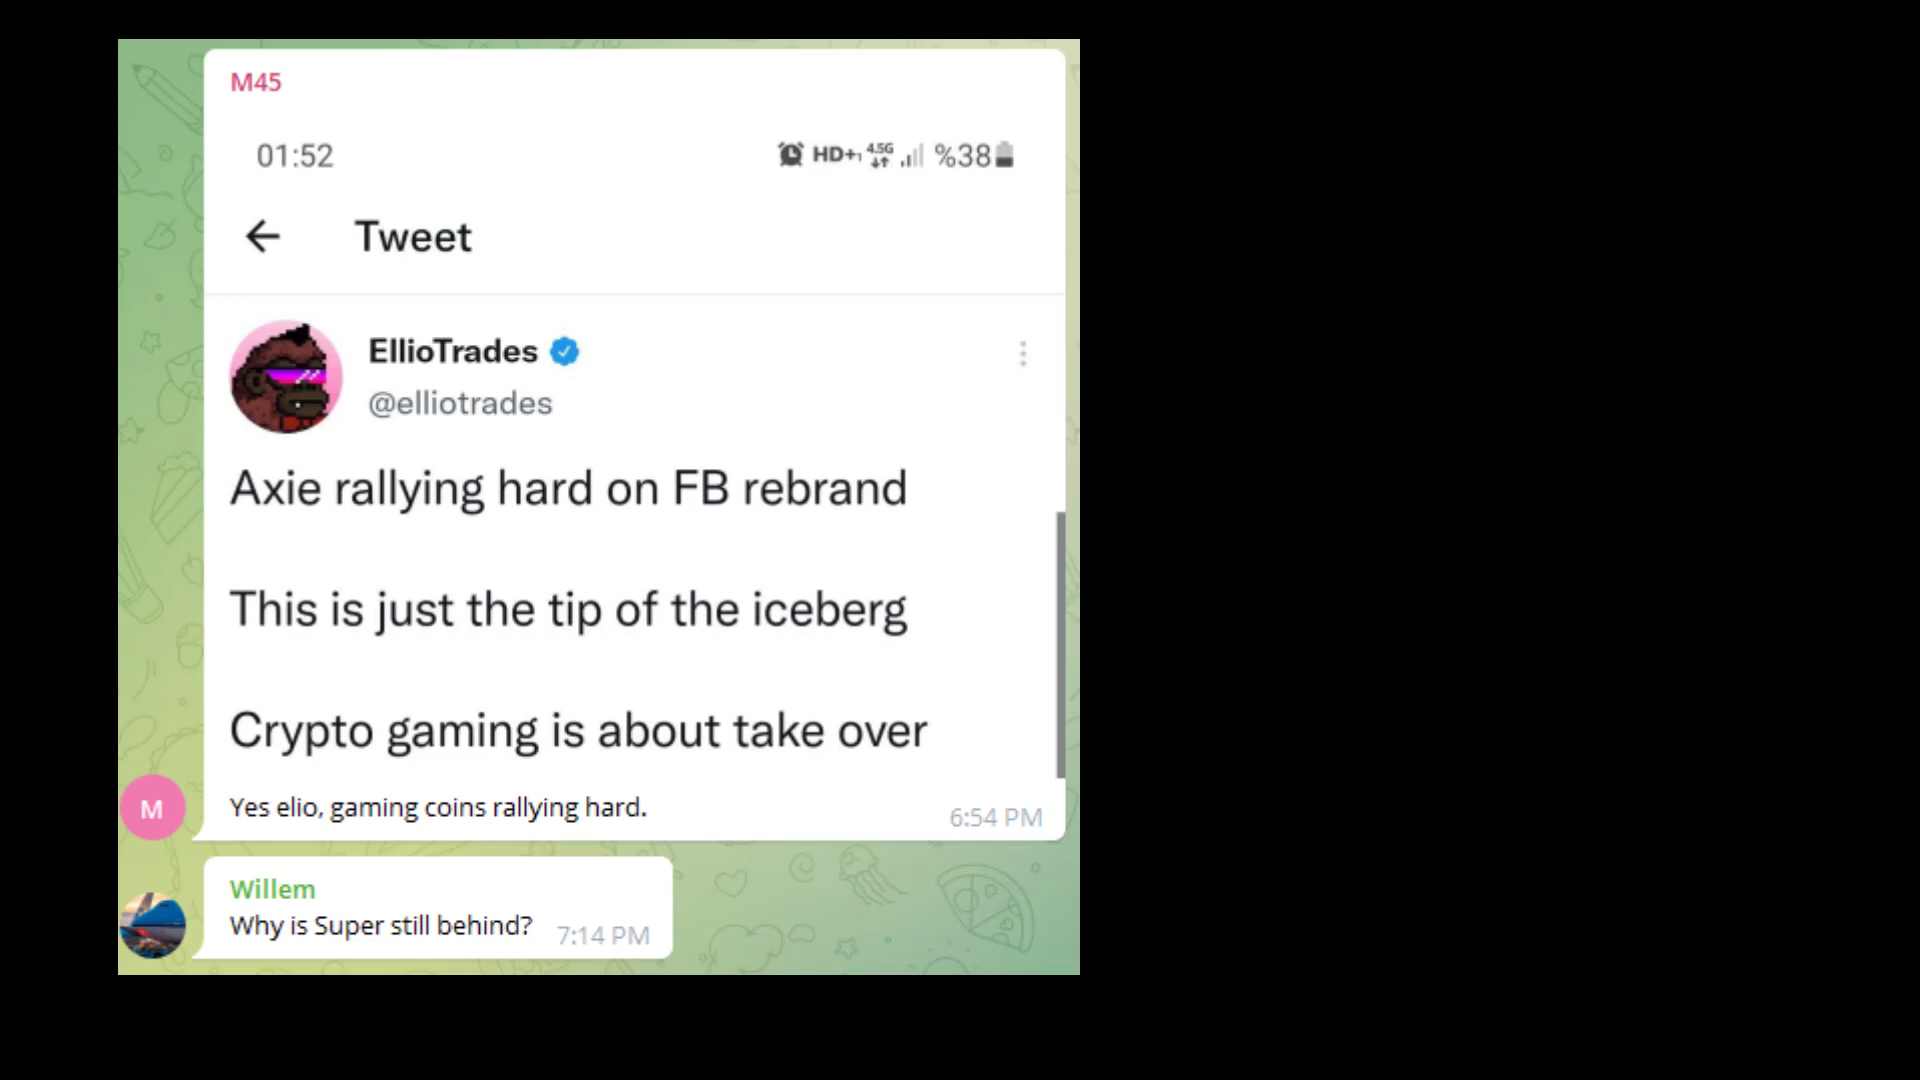 M45
01:52 HD+ 4.5G %38
Tweet
EllioTrades
@elliotrades
Axie rallying hard on FB rebrand
This is just the tip of the iceberg
Crypto gaming is about take over
M
Yes elio, gaming coins rallying hard.
6:54 PM
Willem
Why is Super still behind?
7:14 PM